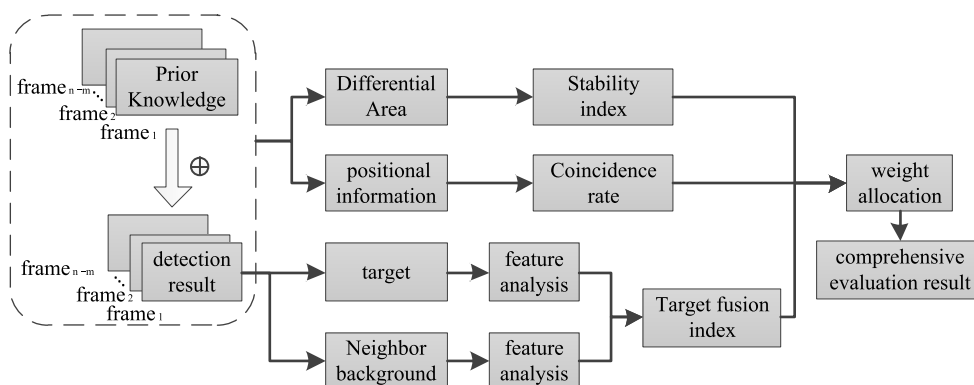 Prior
Knowledge
frame n-m
frame 2
frame 1
⊕
detection
result
frame n-m
frame 2
frame 1
Differential
Area
Stability
index
positional
information
Coincidence
rate
target
feature
analysis
Neighbor
background
feature
analysis
Target fusion
index
weight
allocation
comprehensive
evaluation result